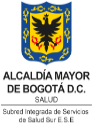 ALCALDÍA MAYOR
DE BOGOTÁ D.C.
SALUD
Subred Integrada de Servicios
de Salud Sur E.S.E